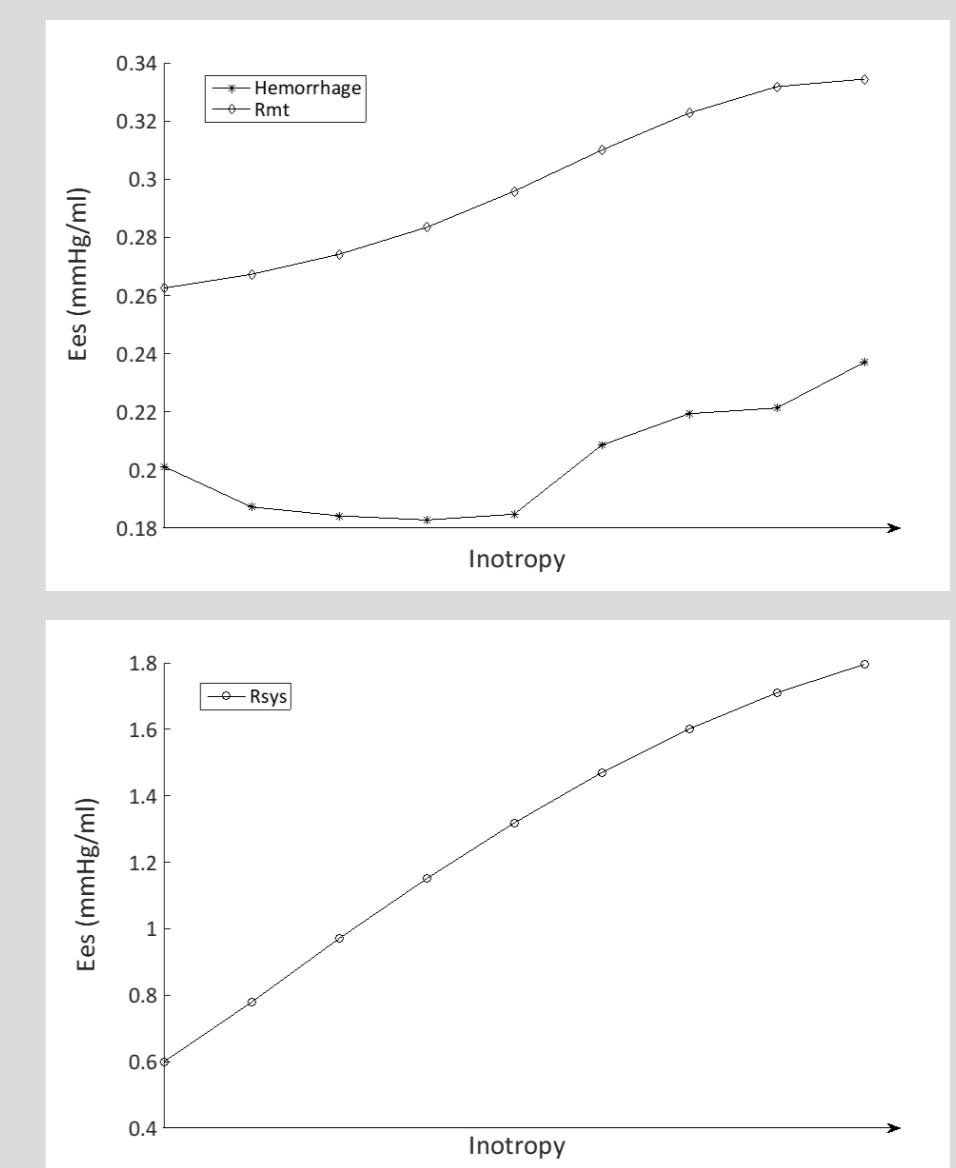 0.34
0.32
0.3
0.28
0.26
0.24
0.22
0.2
0.18
Ees (mmHg/ml)
Hemorrhage
Rmt
Inotropy
1.8
1.6
1.4
1.2
1
0.8
0.6
0.4
Ees (mmHg/ml)
Rsys
Inotropy